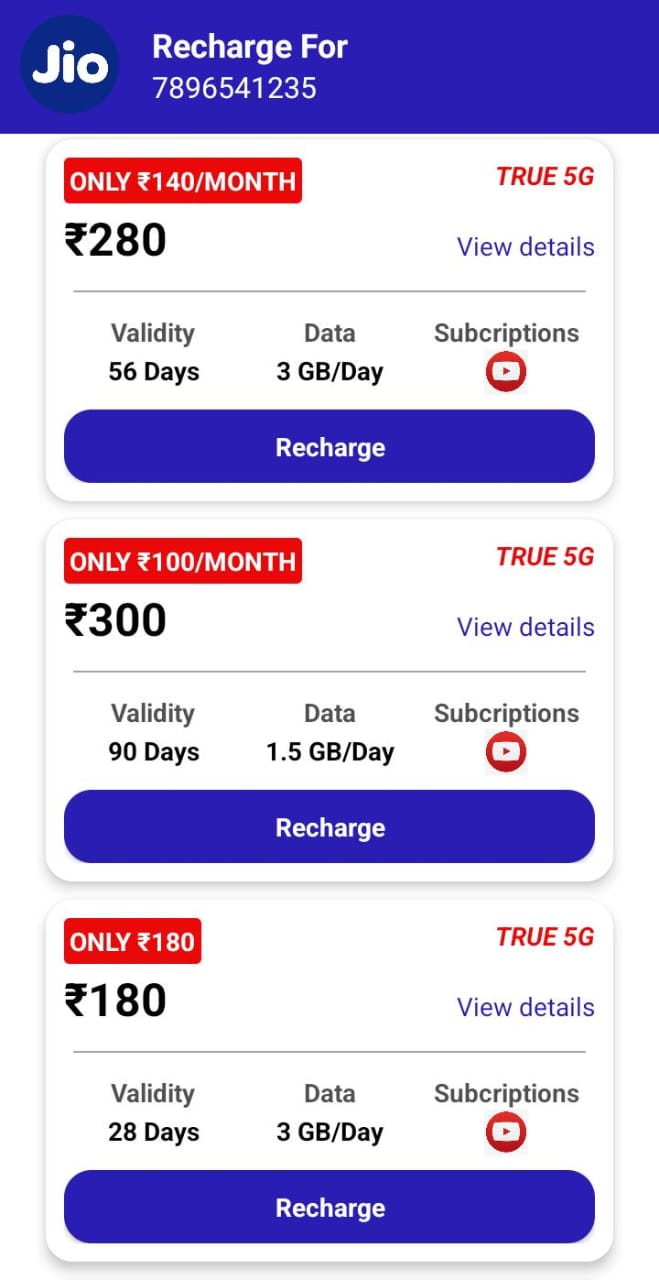 Jio
Recharge For
7896541235
ONLY ₹140/MONTH
TRUE 5G
₹280
View details
Validity Data Subcriptions
56 Days 3 GB/Day
Recharge
ONLY ₹100/MONTH
TRUE 5G
₹300
View details
Validity Data Subcriptions
90 Days 1.5 GB/Day
Recharge
ONLY ₹180
TRUE 5G
₹180
View details
Validity Data Subcriptions
28 Days 3 GB/Day
Recharge